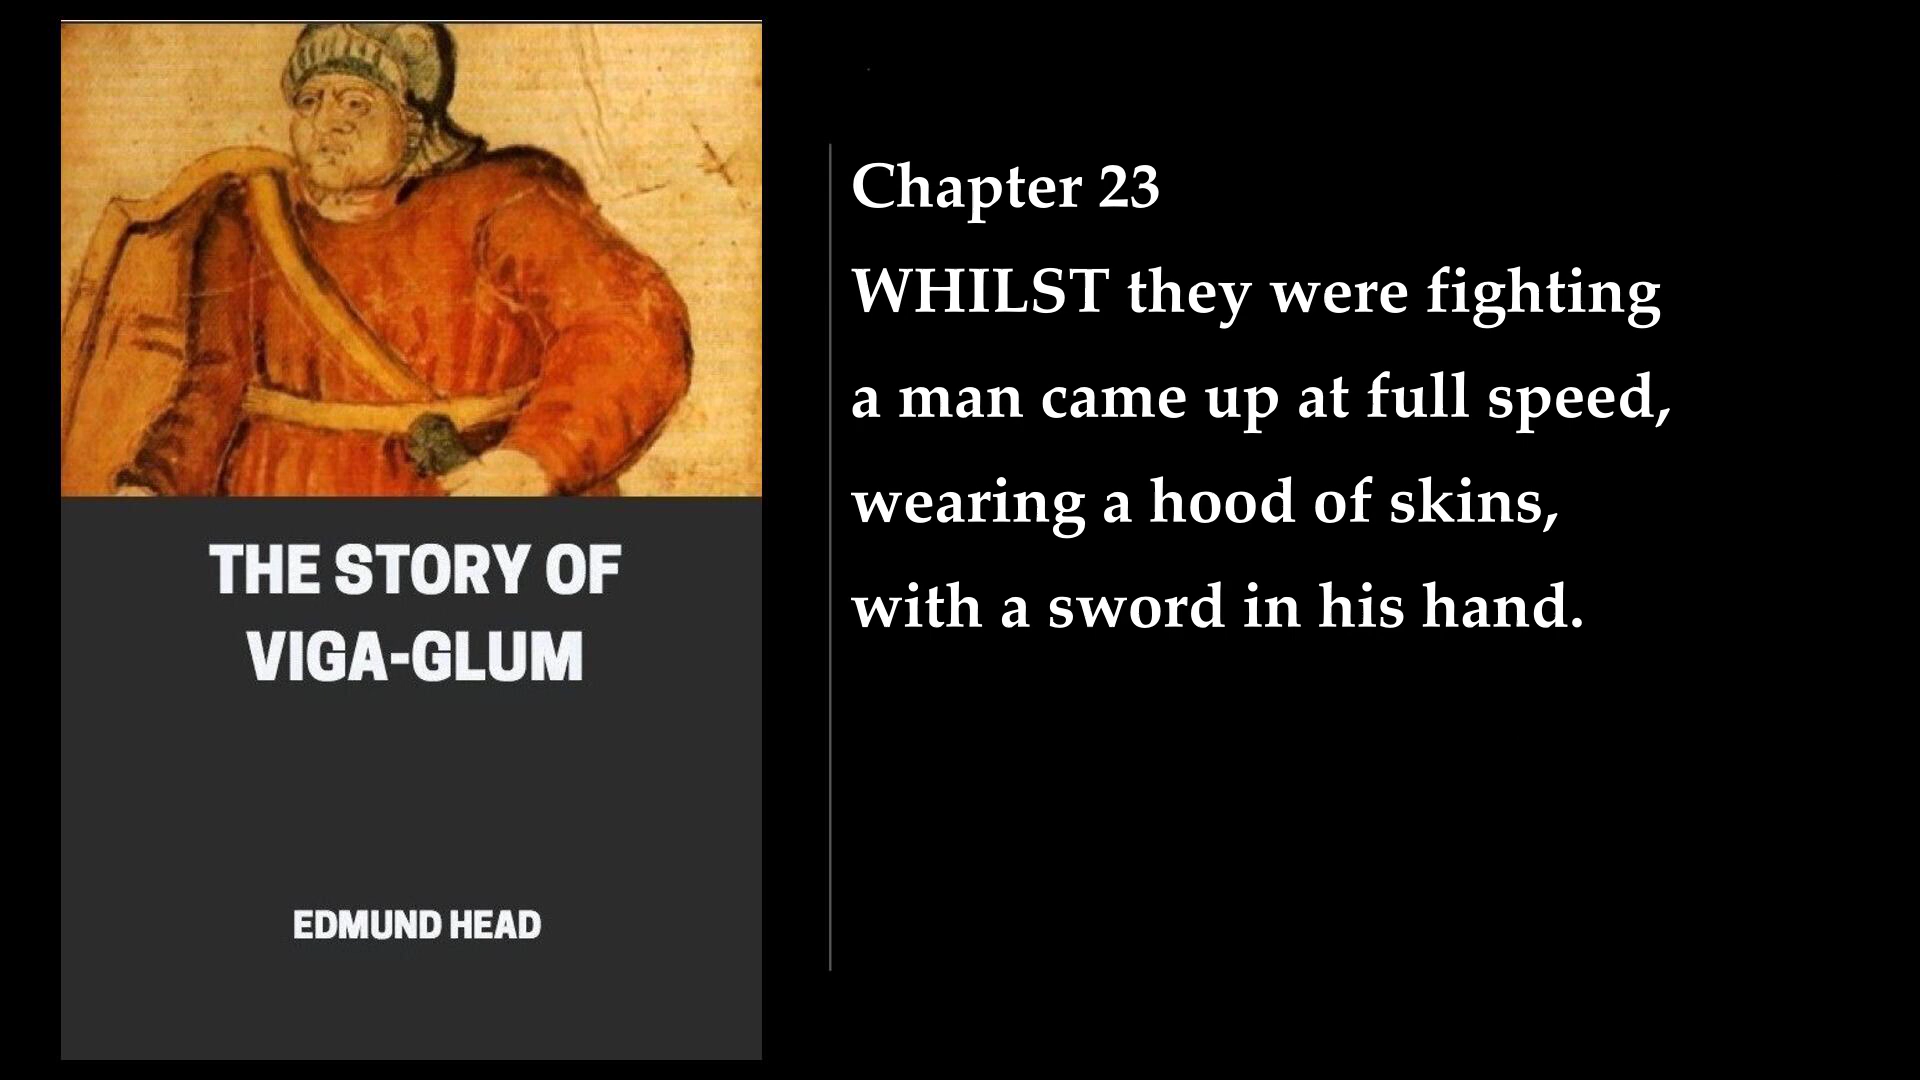 THE STORY OF
VIGA-GLUM
EDMUND HEAD
Chapter 23
WHILST they were fighting
a man came up at full speed,
wearing a hood of skins,
with a sword in his hand.